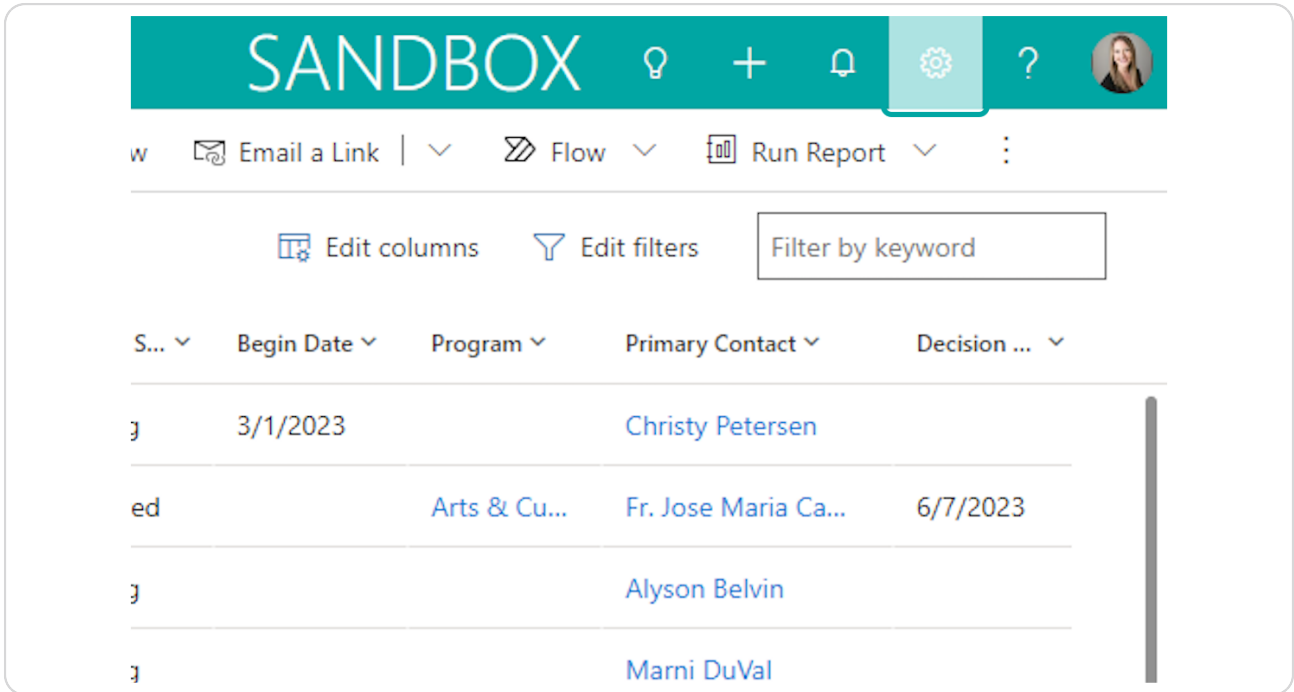 SANDBOX ?
w Email a Link Flow Run Report
Edit columns Edit filters Filter by keyword
S... Begin Date Program Primary Contact Decision ...
g 3/1/2023 Christy Petersen
ed Arts & Cu... Fr. Jose Maria Ca... 6/7/2023
g Alyson Belvin
g Marni DuVal